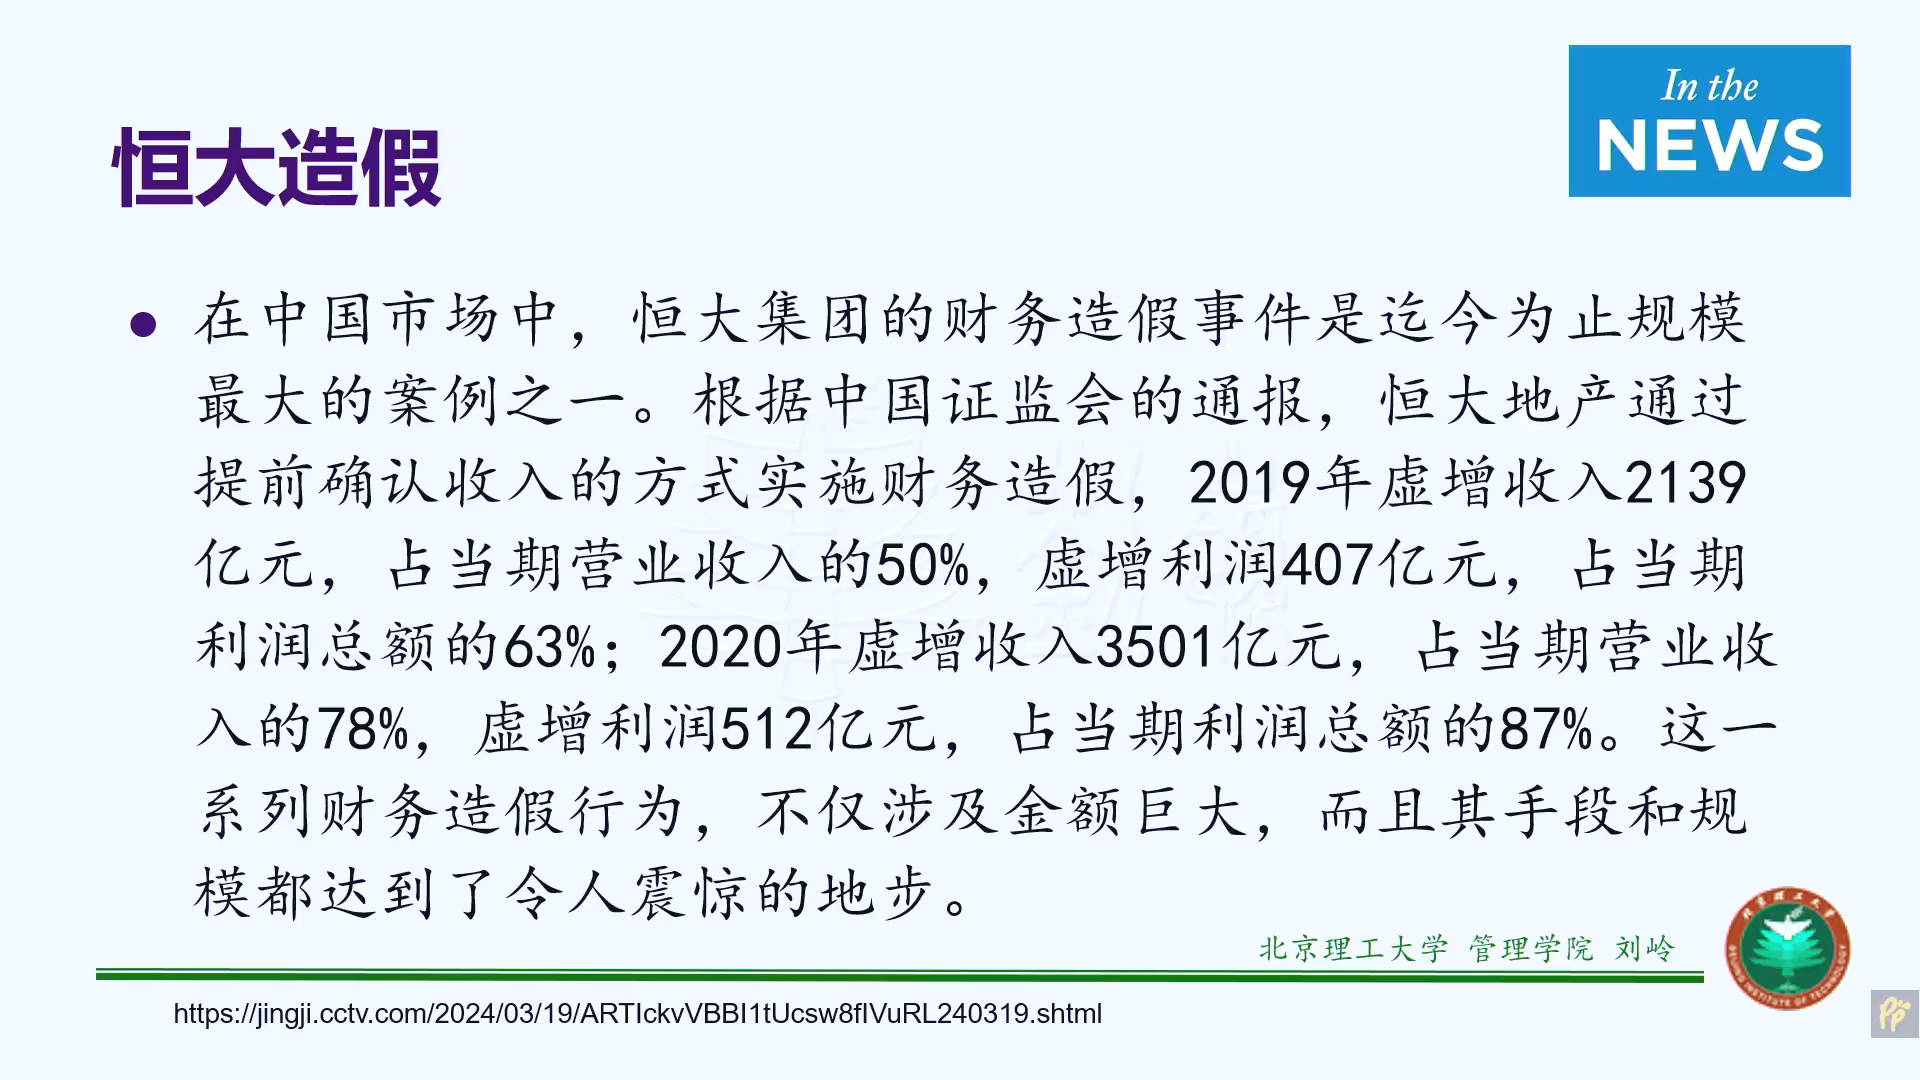 In the
NEWS
恒大造假
● 在中国市场中，恒大集团的财务造假事件是迄今为止规模
最大的案例之一。根据中国证监会的通报，恒大地产通过
提前确认收入的方式实施财务造假，2019年虚增收入2139
亿元，占当期营业收入的50%，虚增利润407亿元，占当期
利润总额的63%；2020年虚增收入3501亿元，占当期营业收
入的78%，虚增利润512亿元，占当期利润总额的87%。这一
系列财务造假行为，不仅涉及金额巨大，而且其手段和规
模都达到了令人震惊的地步。
北京理工大学 管理学院 刘岭
北京理工大学
BEIJING INSTITUTE OF TECHNOLOGY
https://jingji.cctv.com/2024/03/19/ARTIckvVBBI1tUcsw8fIVuRL240319.shtml